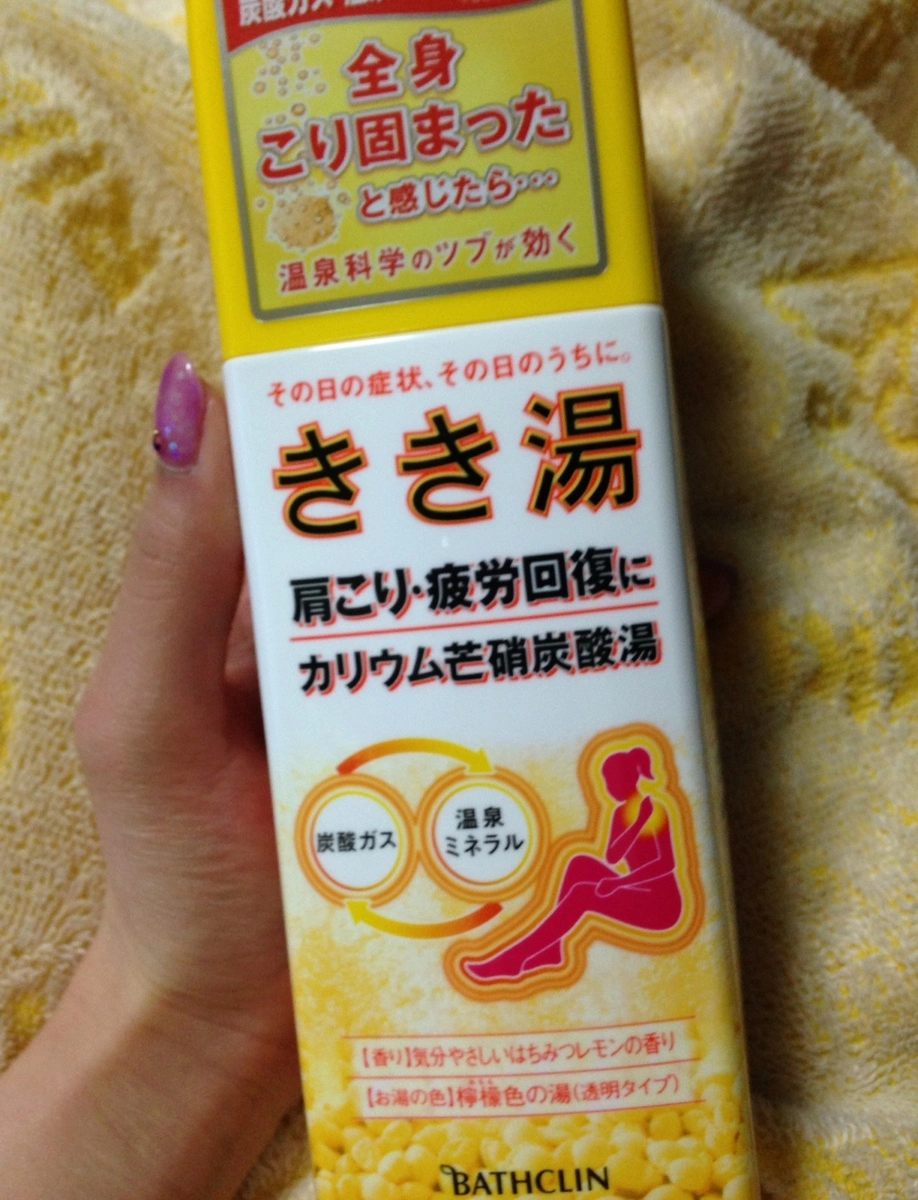 炭酸ガス
全身
こり固まった
と感じたら…
温泉科学のツブが効く
その日の症状、その日のうちに。
きき湯
肩こり・疲労回復に
カリウム芒硝炭酸湯
炭酸ガス
温泉
ミネラル
【香り】気分やさしいはちみつレモンの香り
【お湯の色】檸檬色の湯(透明タイプ)
BATHCLIN